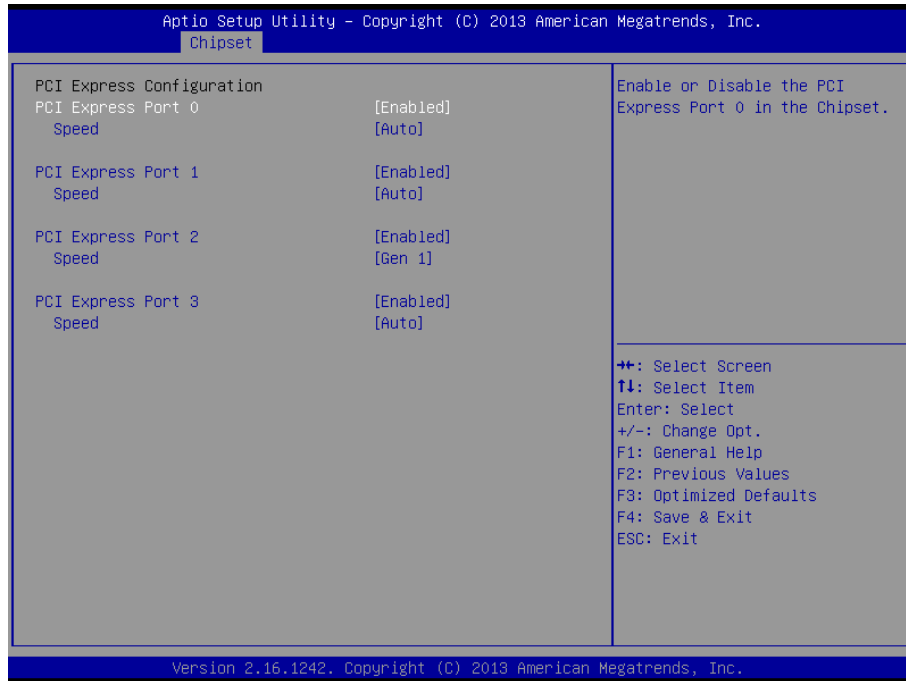 Aptio Setup Utility – Copyright (C) 2013 American Megatrends, Inc.
Chipset
PCI Express Configuration
PCI Express Port 0 [Enabled]
Speed [Auto]
PCI Express Port 1 [Enabled]
Speed [Auto]
PCI Express Port 2 [Enabled]
Speed [Gen 1]
PCI Express Port 3 [Enabled]
Speed [Auto]
Enable or Disable the PCI
Express Port 0 in the Chipset.
→←: Select Screen
↑↓: Select Item
Enter: Select
+/-: Change Opt.
F1: General Help
F2: Previous Values
F3: Optimized Defaults
F4: Save & Exit
ESC: Exit
Version 2.16.1242. Copyright (C) 2013 American Megatrends, Inc.